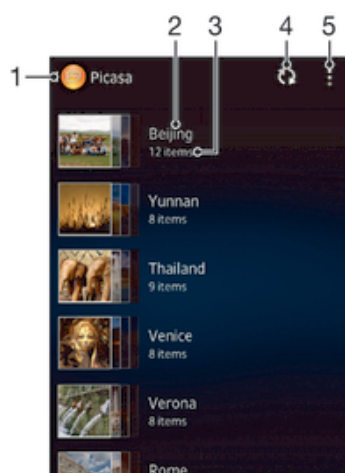 2 3 4 5
1 Picasa
Beijing
12 items
Yunnan
8 items
Thailand
9 items
Venice
8 items
Verona
8 items
Rome